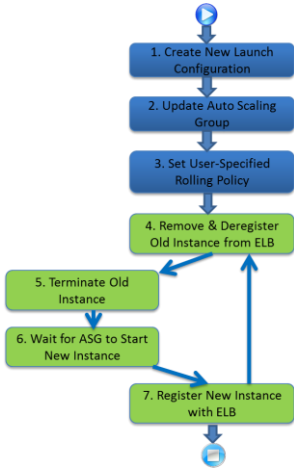 1. Create New Launch
Configuration
2. Update Auto Scaling
Group
3. Set User-Specified
Rolling Policy
4. Remove & Deregister
Old Instance from ELB
5. Terminate Old
Instance
6. Wait for ASG to Start
New Instance
7. Register New Instance
with ELB